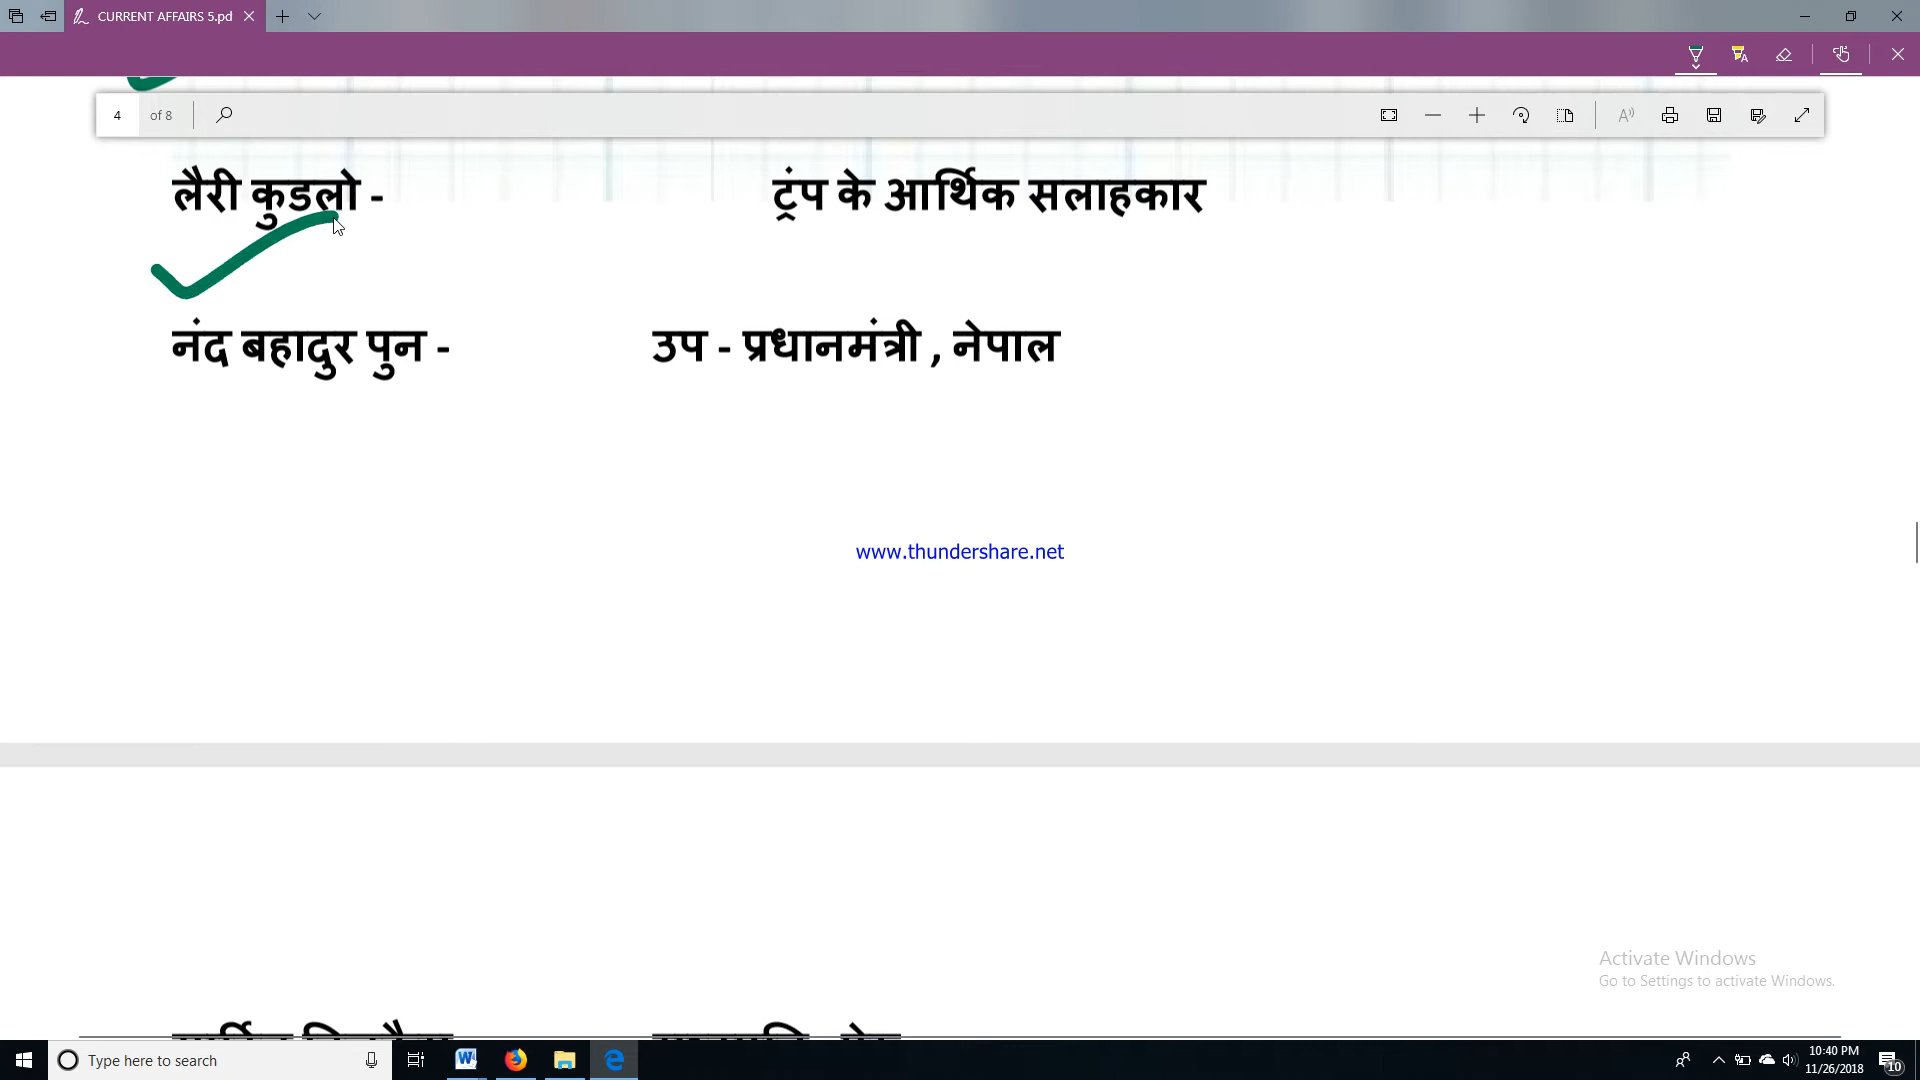 CURRENT AFFAIRS 5.pd
4 of 8
लैरी कुडलो - ट्रंप के आर्थिक सलाहकार
नंद बहादुर पुन - उप - प्रधानमंत्री , नेपाल
www.thundershare.net
Activate Windows
Go to Settings to activate Windows.
Type here to search
10:40 PM
11/26/2018
10